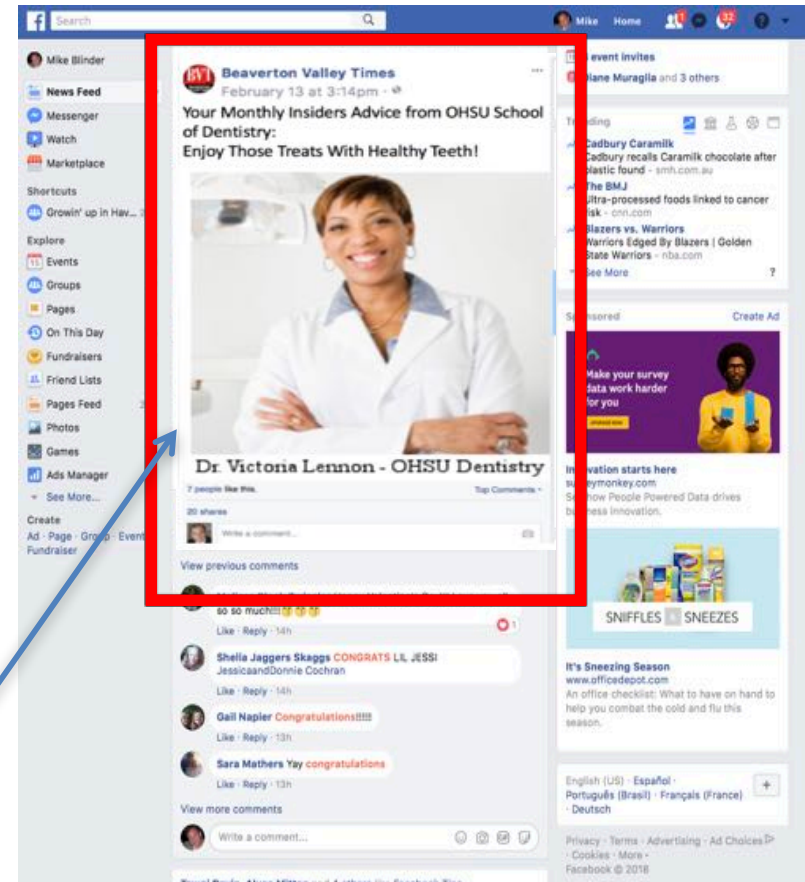 Search
Mike Home
Mike Blinder
News Feed
Messenger
Watch
Marketplace
Shortcuts
Growin' up in Hav...
Explore
Events
Groups
Pages
On This Day
Fundraisers
Friend Lists
Pages Feed
Photos
Games
Ads Manager
See More...
Create
Ad · Page · Group · Event
Fundraiser
Beaverton Valley Times
February 13 at 3:14pm ·
Your Monthly Insiders Advice from OHSU School
of Dentistry:
Enjoy Those Treats With Healthy Teeth!
Dr. Victoria Lennon - OHSU Dentistry
7 people like this.
Top Comments
20 shares
Write a comment...
View previous comments
so so much!!!
Like · Reply · 14h
1
Shelia Jaggers Skaggs CONGRATS LIL JESSI
JessicaandDonnie Cochran
Like · Reply · 14h
Gail Napier Congratulations!!!!!
Like · Reply · 13h
Sara Mathers Yay congratulations
Like · Reply · 13h
View more comments
Write a comment...
event invites
and 3 others
Cadbury Caramilk
Cadbury recalls Caramilk chocolate after
plastic found - smh.com.au
The BMJ
Ultra-processed foods linked to cancer
risk - cnn.com
Blazers vs. Warriors
Warriors Edged By Blazers | Golden
State Warriors - nba.com
See More
?
Create Ad
Make your survey
data work harder
for you
starts here
how People Powered Data drives
innovation.
SNIFFLES & SNEEZES
It's Sneezing Season
www.officedepot.com
An office checklist: What to have on hand to
help you combat the cold and flu this
season.
English (US) · Español ·
Português (Brasil) · Français (France)
· Deutsch
+
Privacy · Terms · Advertising · Ad Choices
· Cookies · More
Facebook © 2018